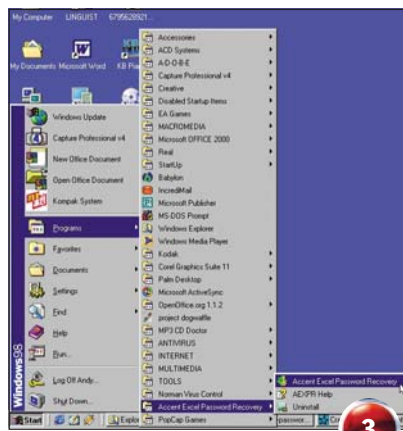 My Computer LINGUIST 6795628921...
My Documents Microsoft Word KB Pia
Accessories
ACD Systems
A-D-O-B-E
Capture Professional v4
Creative
Disabled Startup Items
EA Games
MACROMEDIA
Microsoft OFFICE 2000
Real
StartUp
Babylon
IncrediMail
Microsoft Publisher
MS-DOS Prompt
Windows Explorer
Windows Media Player
Kodak
Corel Graphics Suite 11
Palm Desktop
Microsoft ActiveSync
OpenOffice.org 1.1.2
project dogwaffle
MP3 CD Doctor
ANTIVIRUS
INTERNET
MULTIMEDIA
TOOLS
Norman Virus Control
Accent Excel Password Recovery
PopCap Games
Windows Update
Capture Professional v4
New Office Document
Open Office Document
Kompak System
Programs
Favorites
Documents
Settings
Find
Help
Run...
Log Off Andy...
Shut Down...
Windows98
Accent Excel Password Recovery
AEXPR Help
Uninstall
Start
Explor
passwor...
3